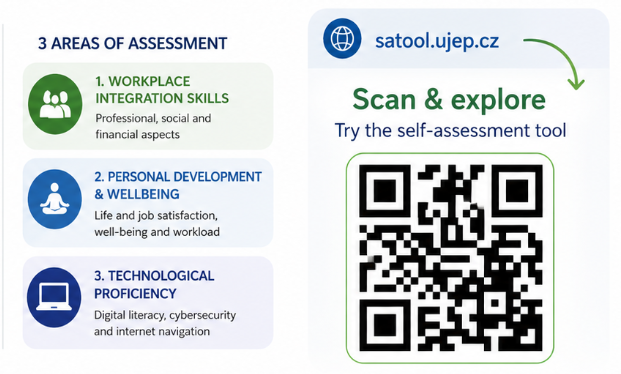 3 AREAS OF ASSESSMENT
1. WORKPLACE
INTEGRATION SKILLS
Professional, social and
financial aspects
2. PERSONAL DEVELOPMENT
& WELLBEING
Life and job satisfaction,
well-being and workload
3. TECHNOLOGICAL
PROFICIENCY
Digital literacy, cybersecurity
and internet navigation
satool.ujep.cz
Scan & explore
Try the self-assessment tool